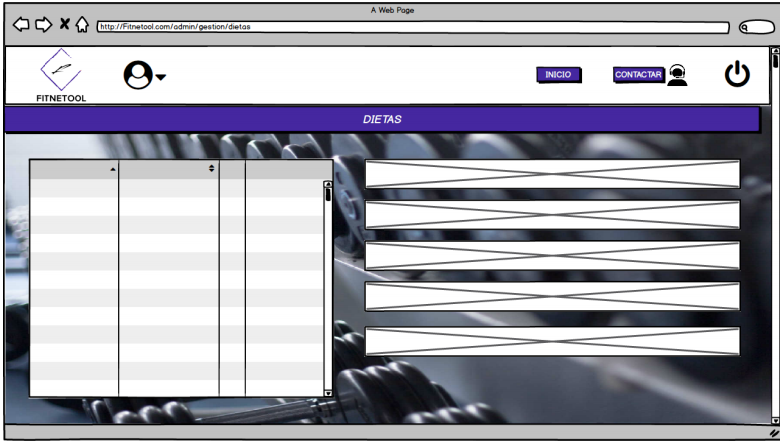 A Web Page
http://Fitnetool.com/admin/gestion/dietas
FITNETOOL
INICIO
CONTACTAR
DIETAS